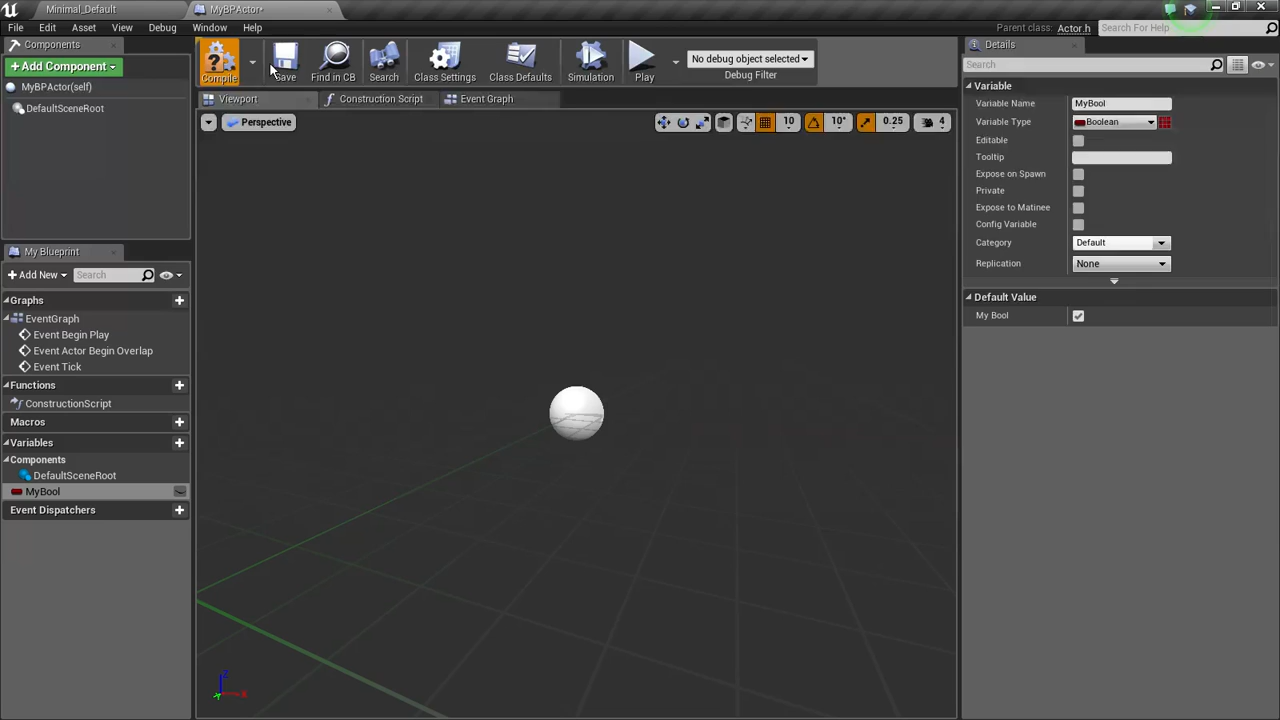 Minimal_Default
MyBPActor*
File Edit Asset View Debug Window Help
Parent class: Actor.h Search For Help
Components
+Add Component
MyBPActor(self)
DefaultSceneRoot
Compile
Save
Find in CB
Search
Class Settings
Class Defaults
Simulation
Play
No debug object selected
Debug Filter
Viewport
Construction Script
Event Graph
Perspective
10
10°
0.25
4
My Blueprint
+Add New
Search
Graphs
EventGraph
Event Begin Play
Event Actor Begin Overlap
Event Tick
Functions
ConstructionScript
Macros
Variables
Components
DefaultSceneRoot
MyBool
Event Dispatchers
Z
X
Y
Details
Search
Variable
Variable Name MyBool
Variable Type Boolean
Editable
Tooltip
Expose on Spawn
Private
Expose to Matinee
Config Variable
Category Default
Replication None
Default Value
My Bool